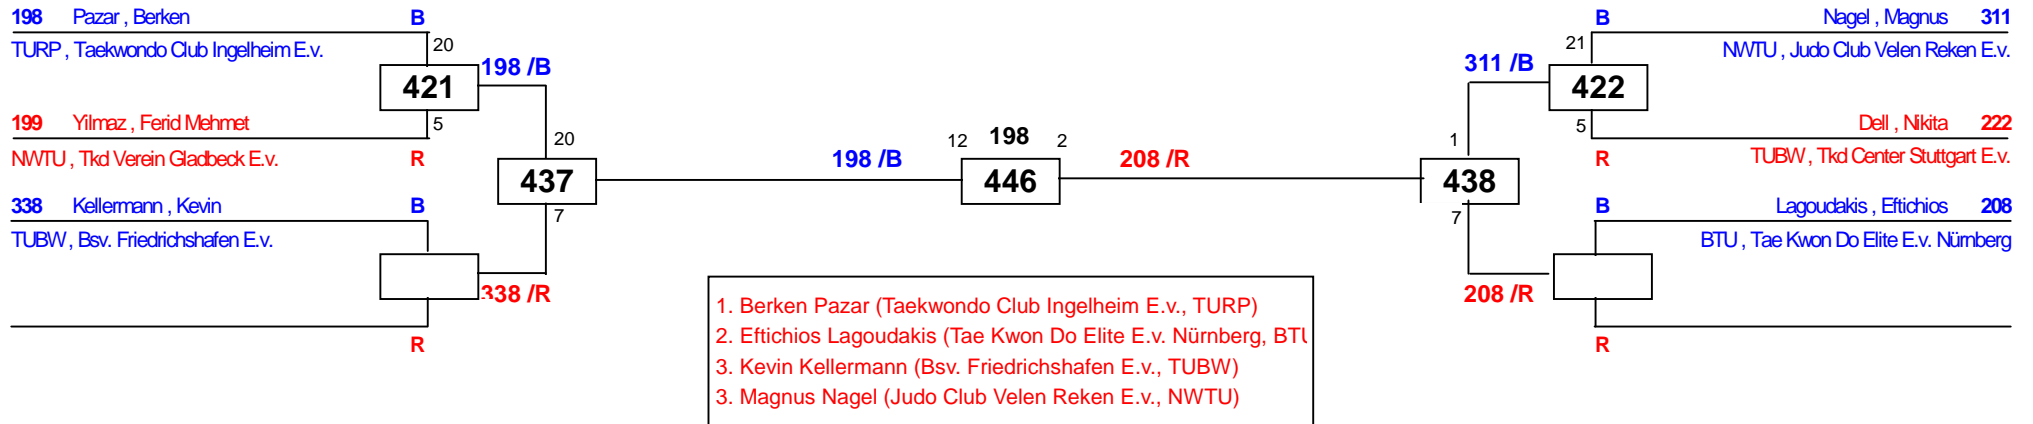 198 Pazar , Berken B
20
TURP , Taekwondo Club Ingelheim E.v.
198 /B
421
5
199 Yilmaz , Ferid Mehmet
NWTU , Tkd Verein Gladbeck E.v. R
20
437
7
338 Kellermann , Kevin B
TUBW , Bsv. Friedrichshafen E.v.
338 /R
R
198 /B
12 198 2
446
208 /R
1. Berken Pazar (Taekwondo Club Ingelheim E.v., TURP)
2. Eftichios Lagoudakis (Tae Kwon Do Elite E.v. Nürnberg, BTU
3. Kevin Kellermann (Bsv. Friedrichshafen E.v., TUBW)
3. Magnus Nagel (Judo Club Velen Reken E.v., NWTU)
B Nagel , Magnus 311
21
NWTU , Judo Club Velen Reken E.v.
311 /B
422
5
Dell , Nikita 222
R TUBW , Tkd Center Stuttgart E.v.
1
438
7
B Lagoudakis , Eftichios 208
BTU , Tae Kwon Do Elite E.v. Nürnberg
208 /R
R